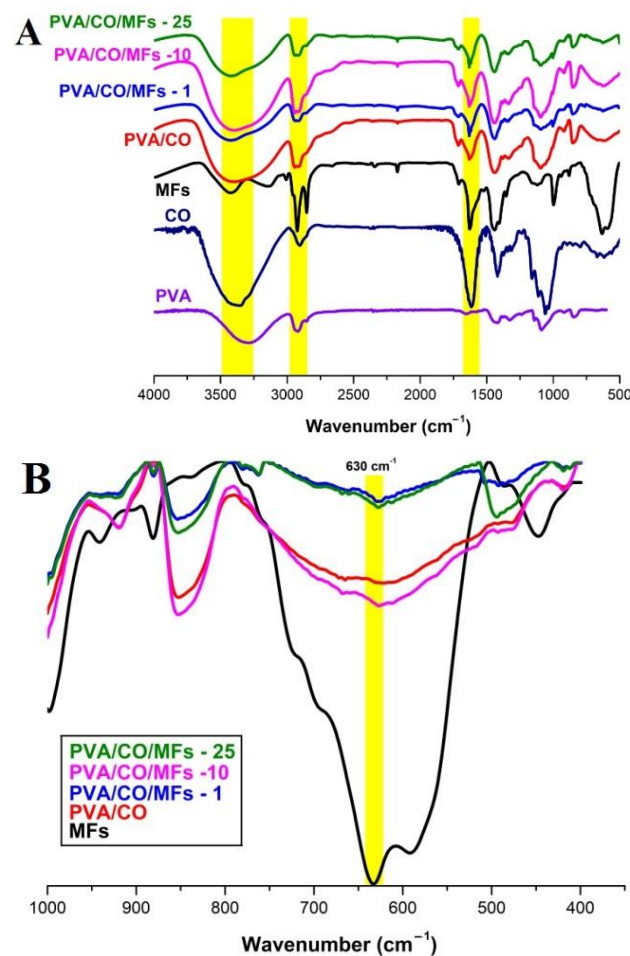 A
PVA/CO/MFs - 25
PVA/CO/MFs -10
PVA/CO/MFs - 1
PVA/CO
MFs
CO
PVA
4000 3500 3000 2500 2000 1500 1000 500
Wavenumber (cm⁻¹)
B
630 cm⁻¹
PVA/CO/MFs - 25
PVA/CO/MFs -10
PVA/CO/MFs - 1
PVA/CO
MFs
1000 900 800 700 600 500 400
Wavenumber (cm⁻¹)